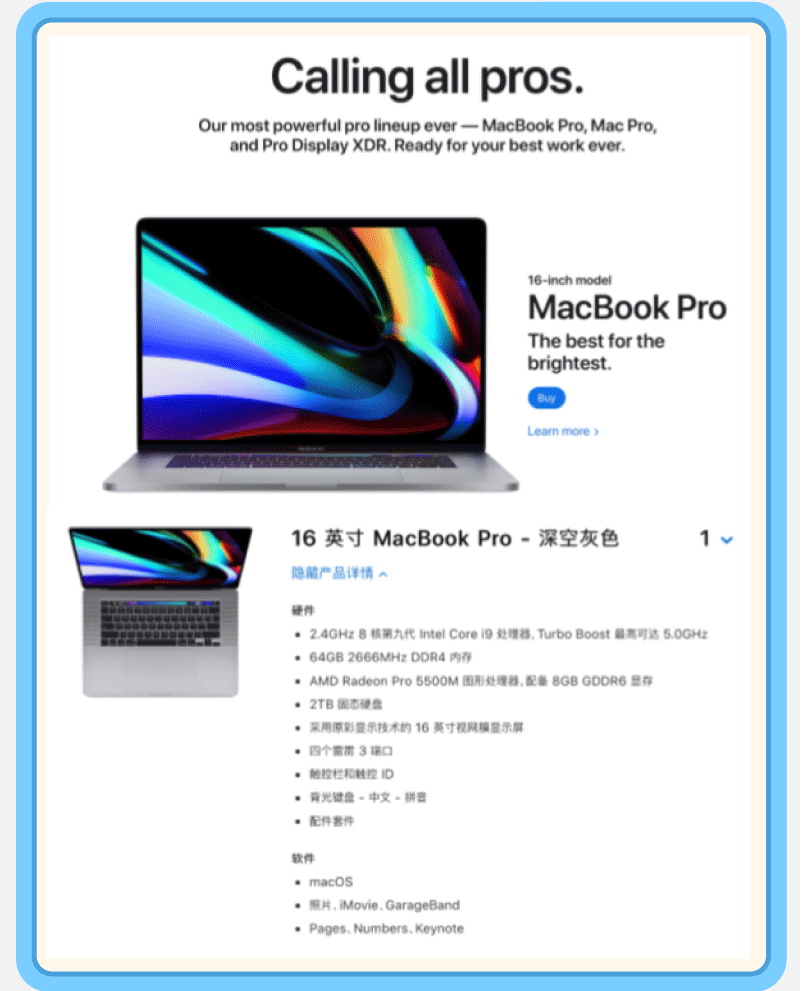 Calling all pros.
Our most powerful pro lineup ever — MacBook Pro, Mac Pro,
and Pro Display XDR. Ready for your best work ever.
16-inch model
MacBook Pro
The best for the
brightest.
Buy
Learn more >
16 英寸 MacBook Pro - 深空灰色 1
隐藏产品详情
硬件
• 2.4GHz 8 核第九代 Intel Core i9 处理器, Turbo Boost 最高可达 5.0GHz
• 64GB 2666MHz DDR4 内存
• AMD Radeon Pro 5500M 图形处理器, 配备 8GB GDDR6 显存
• 2TB 固态硬盘
• 采用原彩显示技术的 16 英寸视网膜显示屏
• 四个雷雳 3 端口
• 触控栏和触控 ID
• 背光键盘 - 中文 - 拼音
• 配件套件
软件
• macOS
• 照片、iMovie、GarageBand
• Pages、Numbers、Keynote